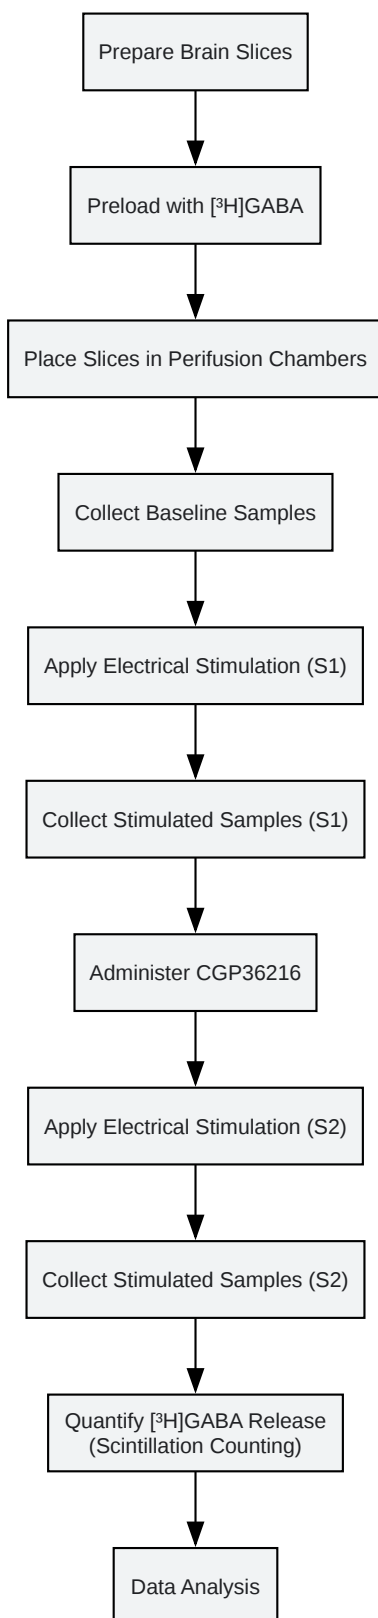 Prepare Brain Slices
Preload with [³H]GABA
Place Slices in Perifusion Chambers
Collect Baseline Samples
Apply Electrical Stimulation (S1)
Collect Stimulated Samples (S1)
Administer CGP36216
Apply Electrical Stimulation (S2)
Collect Stimulated Samples (S2)
Quantify [³H]GABA Release
(Scintillation Counting)
Data Analysis